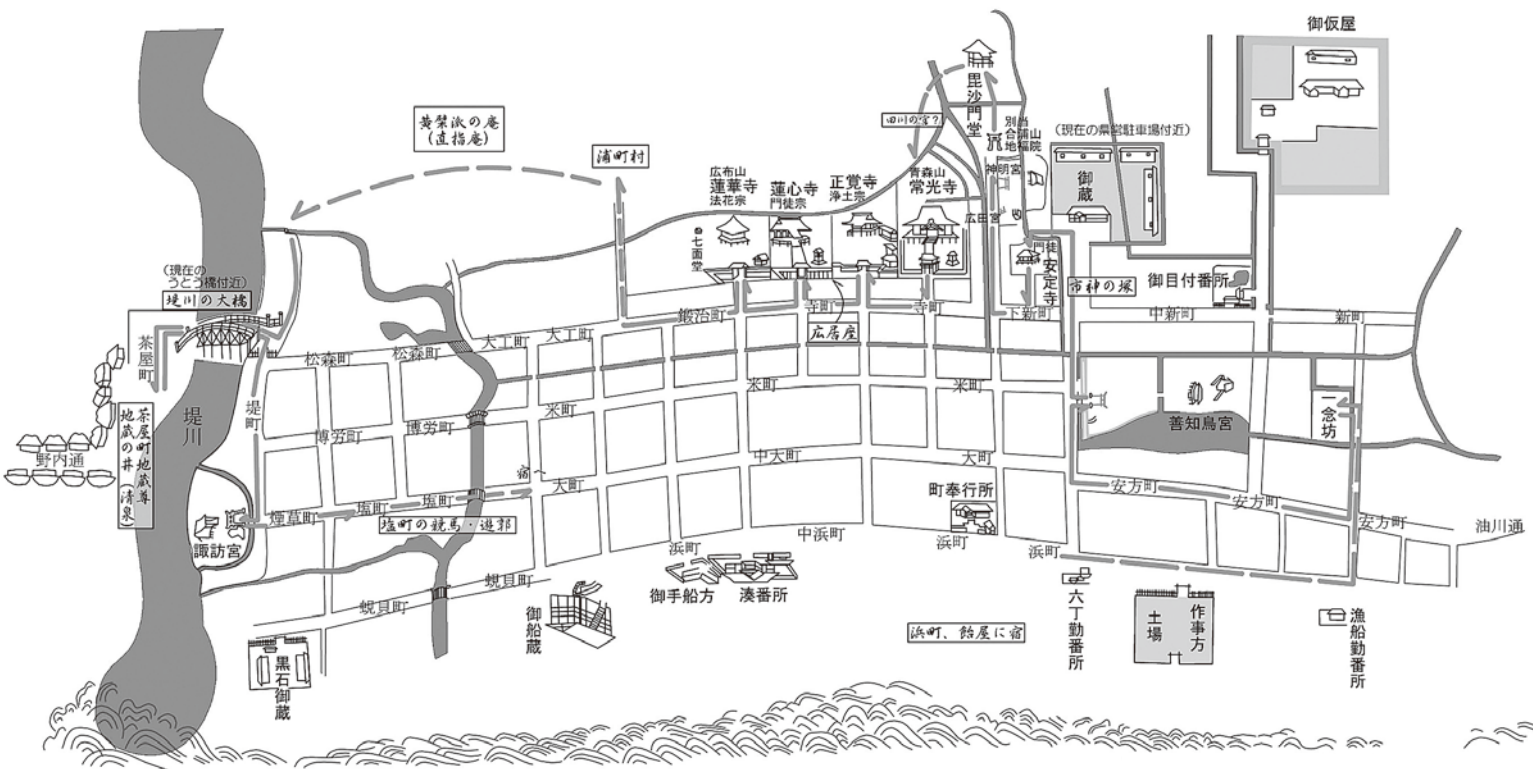 御仮屋
毘沙門堂
田川の宿?
別当
合浦山
地福院
(現在の県営駐車場付近)
黄檗派の庵
(直指庵)
浦町村
広布山
蓮華寺
法花宗
蓮心寺
門徒宗
正覚寺
浄土宗
青森山
常光寺
神明宮
広田宮
御蔵
七面堂
門徒
安定寺
市神の塚
御目付番所
(現在の
うとう橋付近)
堤川の大橋
茶屋町
鍛治町
寺町
寺町
下新町
中新町
新町
広居座
松森町
松森町
大工町
大工町
米町
米町
米町
善知鳥宮
一念坊
堤川
堤町
博労町
博労町
茶屋町地蔵尊
地蔵の井(清泉)
野内通
中大町
大町
宿へ
大町
塩町
塩町
煙草町
塩町の競馬・遊郭
諏訪宮
町奉行所
安方町
安方町
安方町
油川通
浜町
中浜町
浜町
浜町
蜆貝町
蜆貝町
御手船方
湊番所
御船蔵
浜町、飴屋に宿
六丁勤番所
作事方
土場
漁船勤番所
黒石御蔵